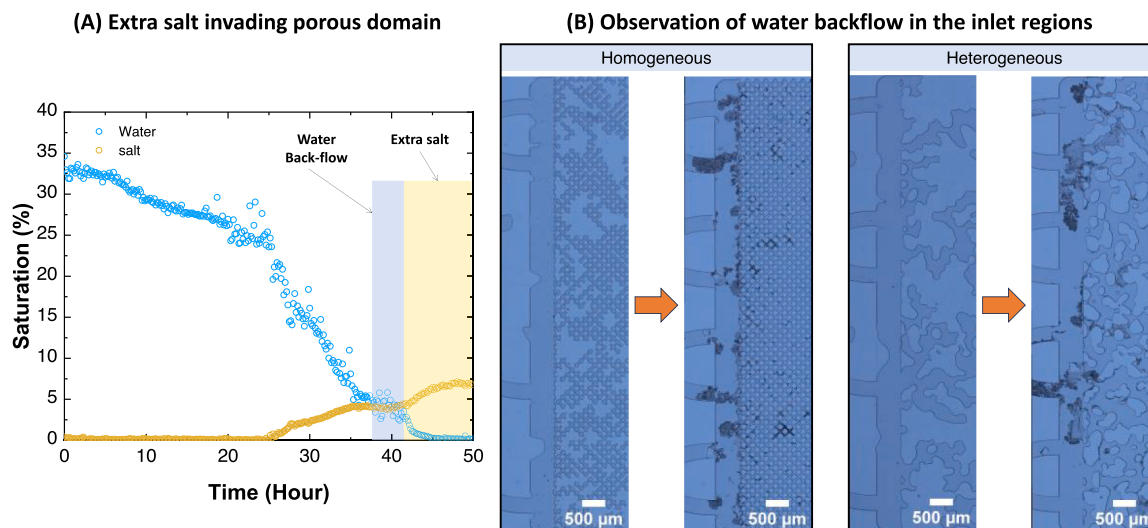 (A) Extra salt invading porous domain
(B) Observation of water backflow in the inlet regions
Homogeneous
Heterogeneous
Saturation (%)
40
35
30
25
20
15
10
5
0
Water
salt
Water
Back-flow
Extra salt
0
10
20
30
40
50
Time (Hour)
500 µm
500 µm
500 µm
500 µm